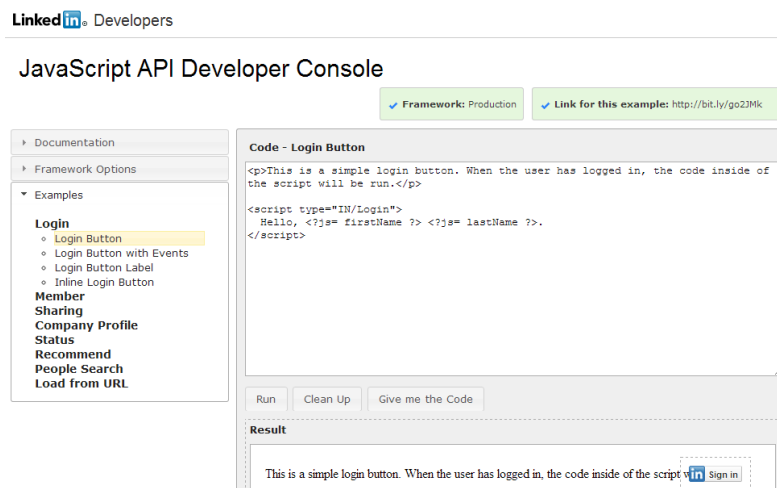 Linked in Developers
JavaScript API Developer Console
Framework: Production
Link for this example: http://bit.ly/go2JMk
Documentation
Framework Options
Examples
Login
Login Button
Login Button with Events
Login Button Label
Inline Login Button
Member
Sharing
Company Profile
Status
Recommend
People Search
Load from URL
Code - Login Button
<p>This is a simple login button. When the user has logged in, the code inside of
the script will be run.</p>
<script type="IN/Login">
Hello, <?js= firstName ?> <?js= lastName ?>.
</script>
Run Clean Up Give me the Code
Result
This is a simple login button. When the user has logged in, the code inside of the script
in Sign in